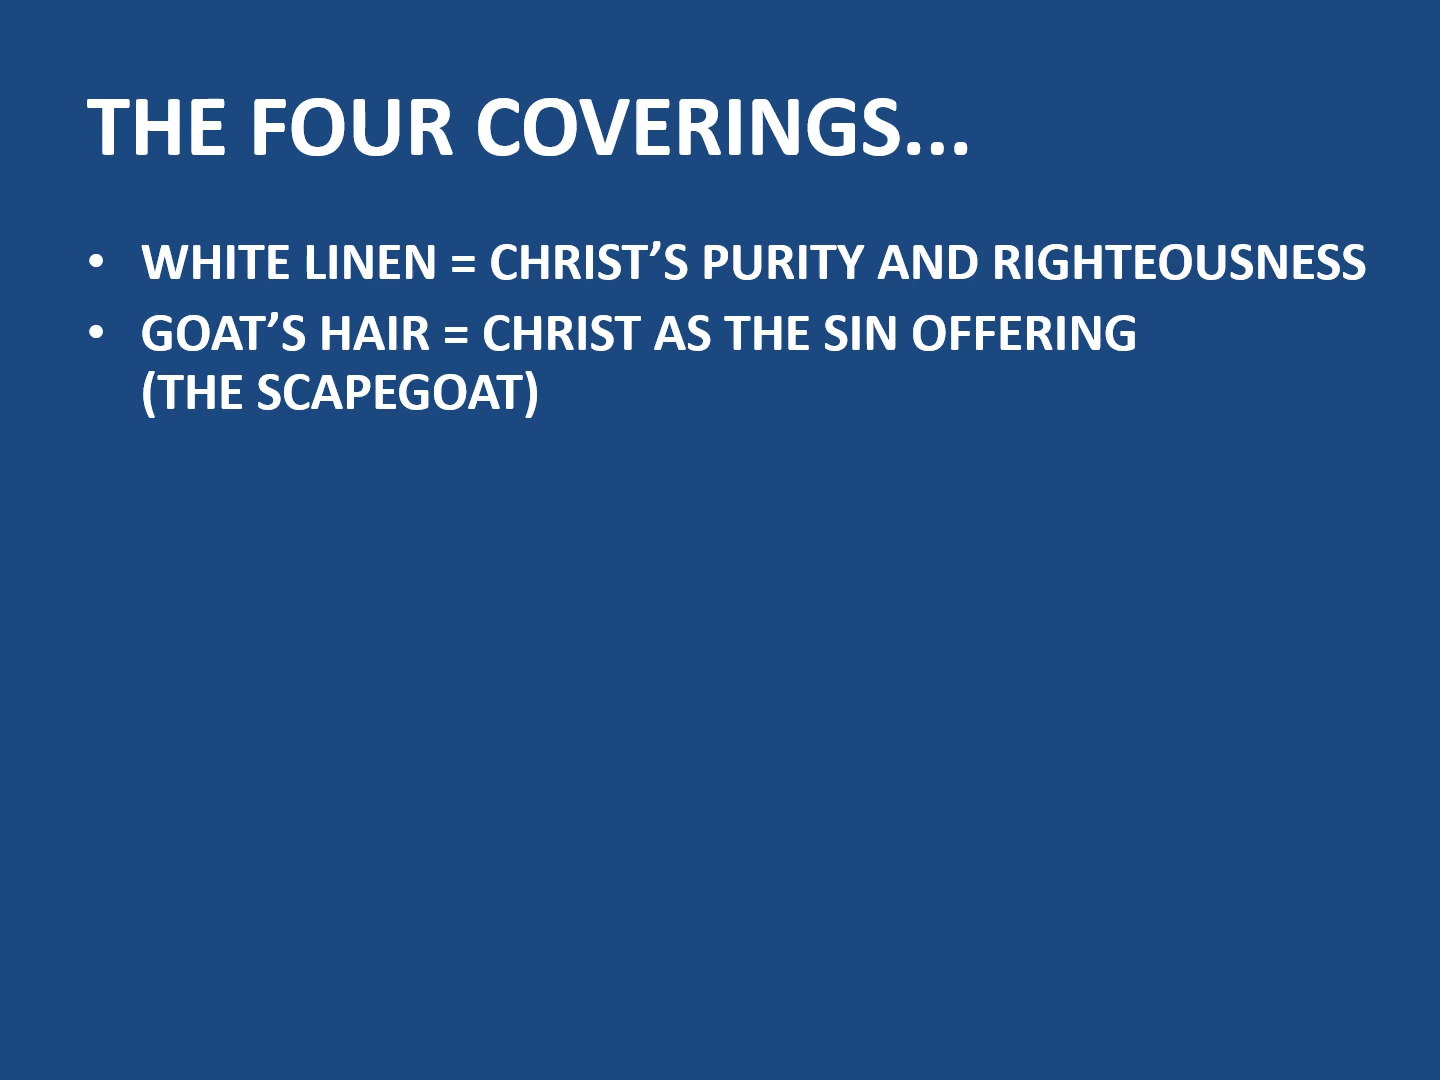 THE FOUR COVERINGS...
• WHITE LINEN = CHRIST’S PURITY AND RIGHTEOUSNESS
• GOAT’S HAIR = CHRIST AS THE SIN OFFERING
(THE SCAPEGOAT)